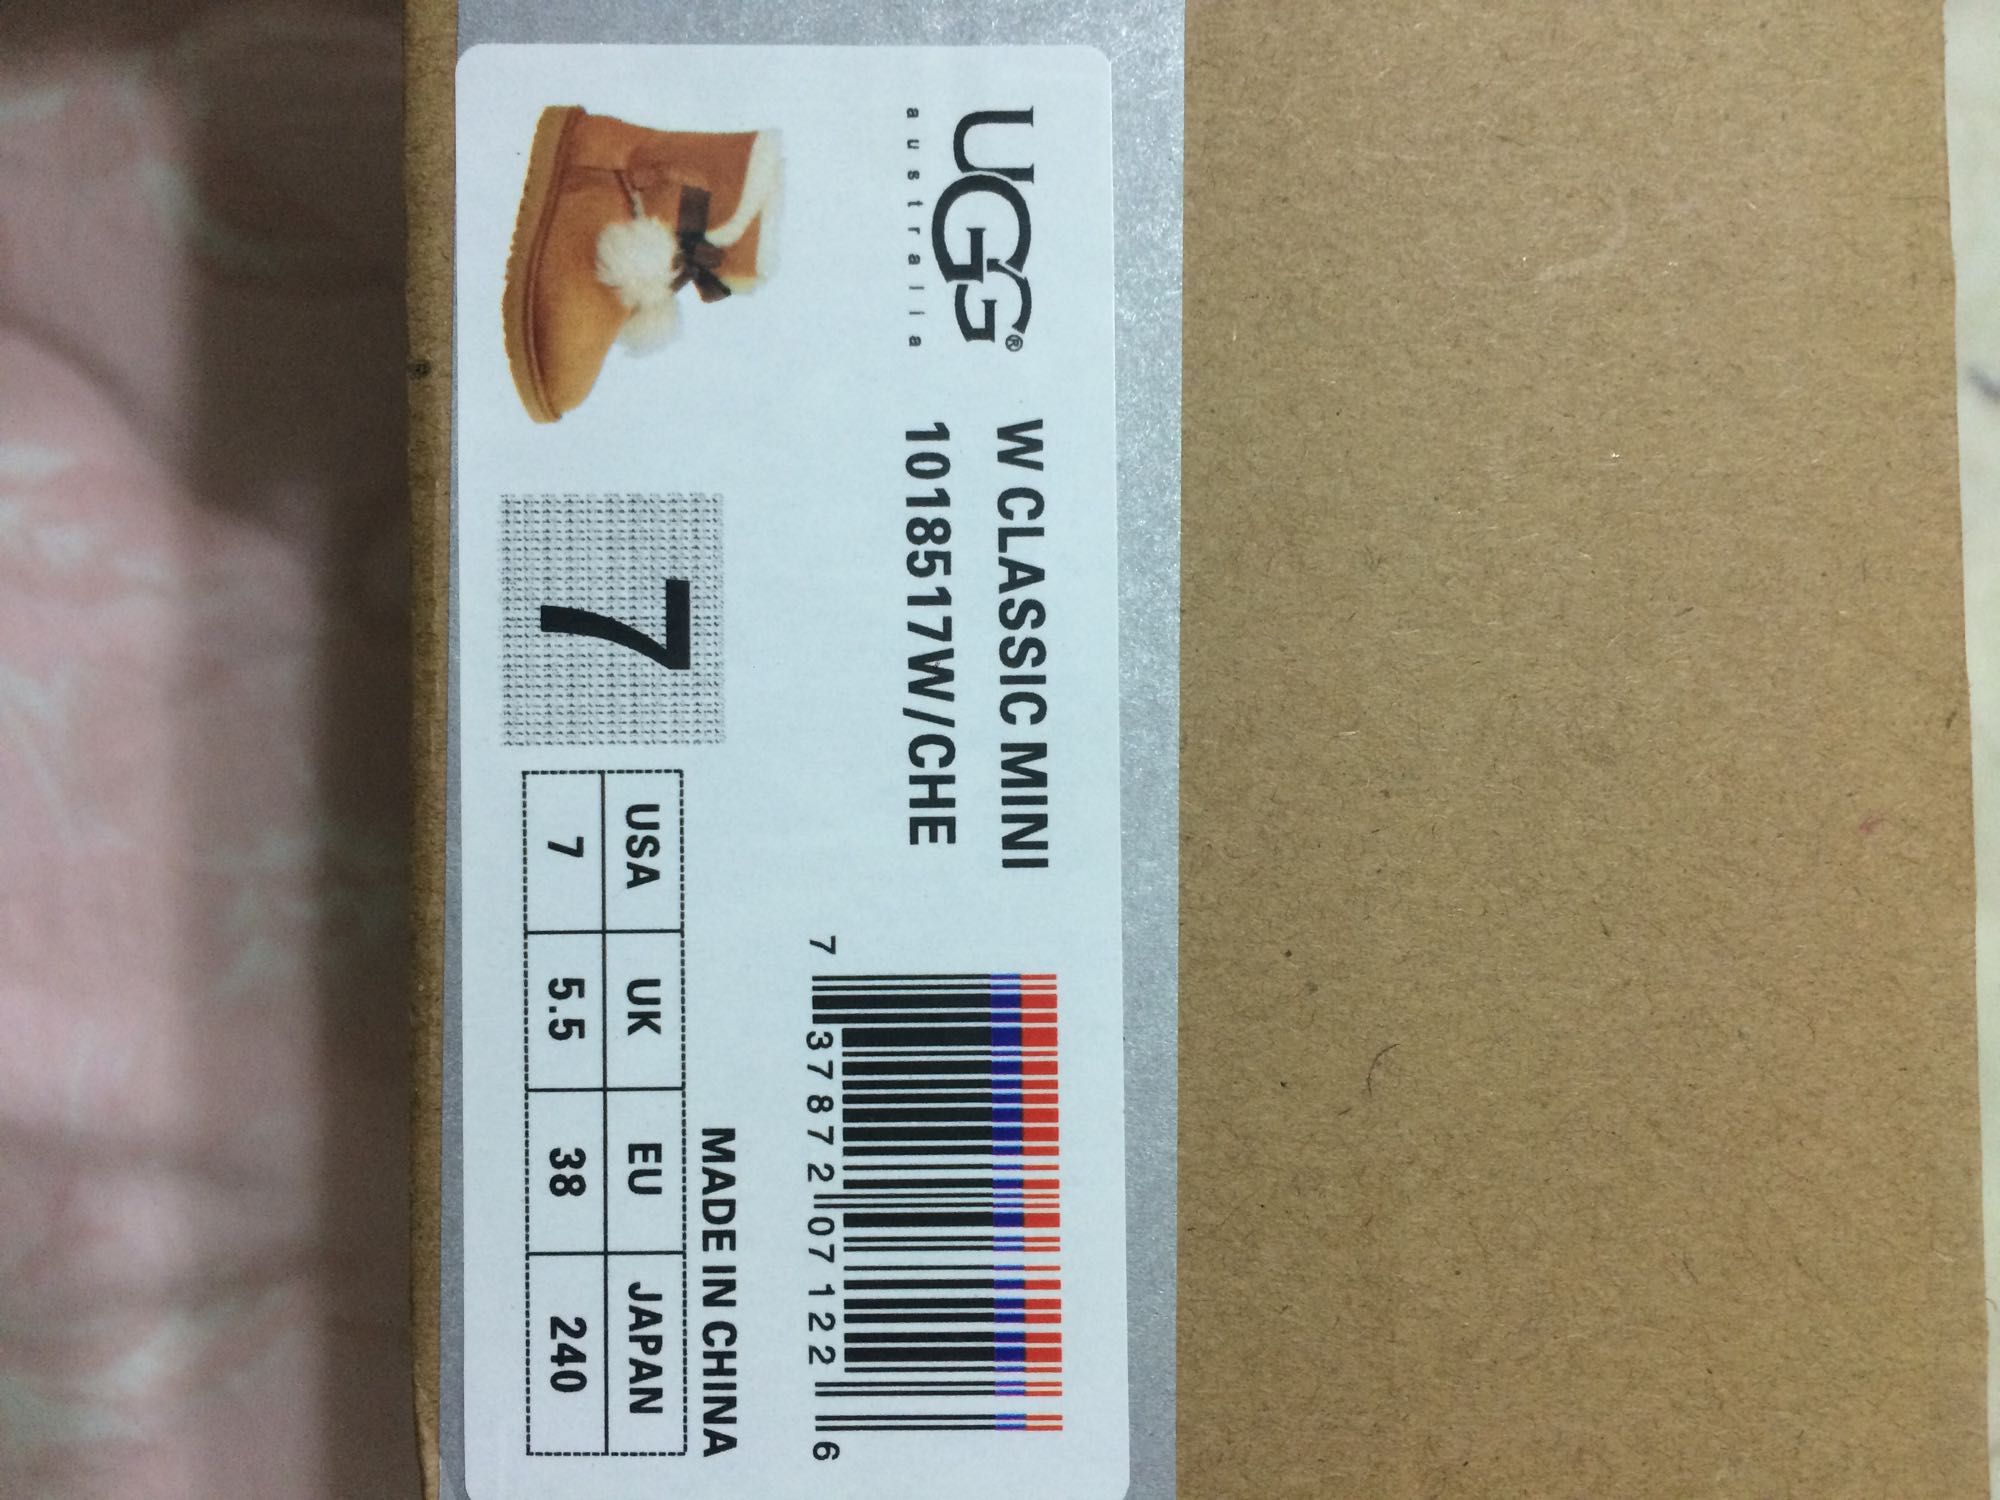 UGG®
australia
W CLASSIC MINI
1018517W/CHE
7 37872 07122 6
MADE IN CHINA
7
USA UK EU JAPAN
7 5.5 38 240